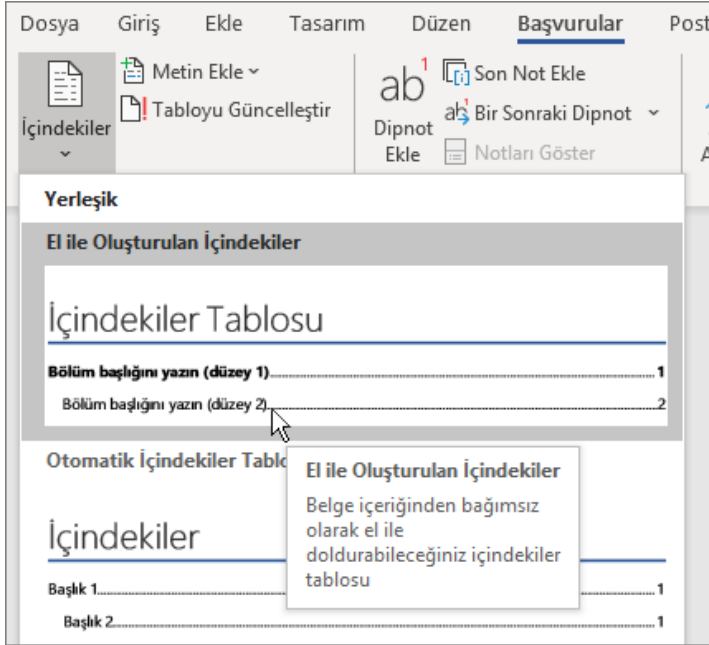 Dosya Giriş Ekle Tasarım Düzen Başvurular Post
İçindekiler
Metin Ekle
Tabloyu Güncelleştir
ab1
Dipnot
Ekle
Son Not Ekle
Bir Sonraki Dipnot
Notları Göster
Yerleşik
El ile Oluşturulan İçindekiler
İçindekiler Tablosu
Bölüm başlığını yazın (düzey 1)........1
Bölüm başlığını yazın (düzey 2)........2
Otomatik İçindekiler
El ile Oluşturulan İçindekiler
Belge içeriğinden bağımsız
olarak el ile
doldurabileceğiniz içindekiler
tablosu
İçindekiler
Başlık 1........1
Başlık 2........1